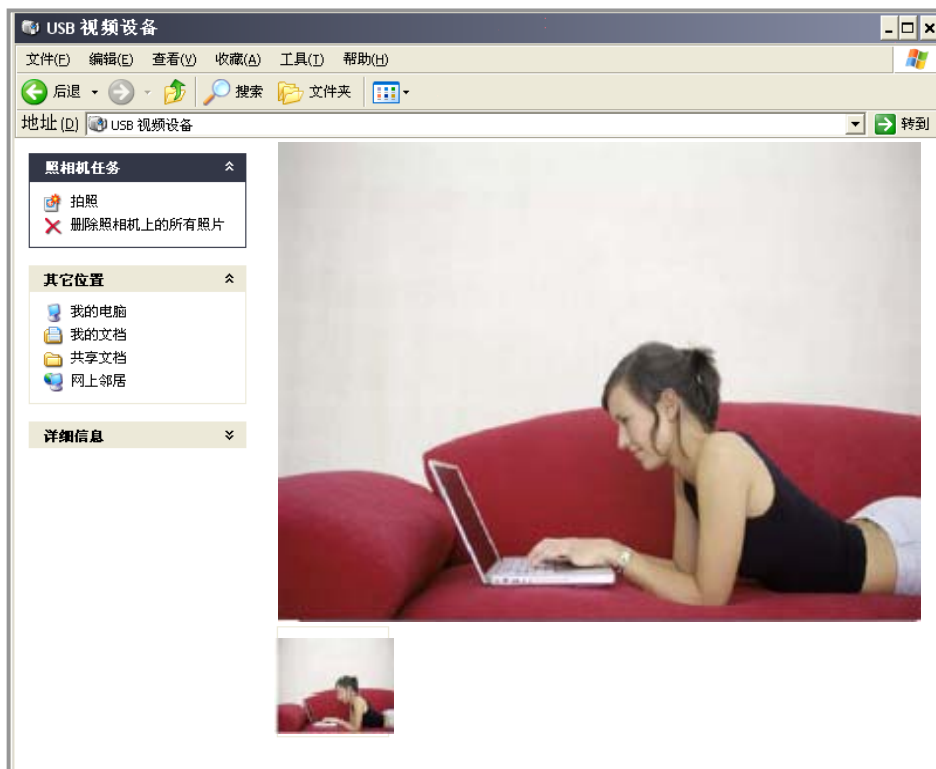 USB 视频设备
文件(F) 编辑(E) 查看(V) 收藏(A) 工具(T) 帮助(H)
后退 搜索 文件夹
地址(D) USB 视频设备 转到
照相机任务
拍照
删除照相机上的所有照片
其它位置
我的电脑
我的文档
共享文档
网上邻居
详细信息